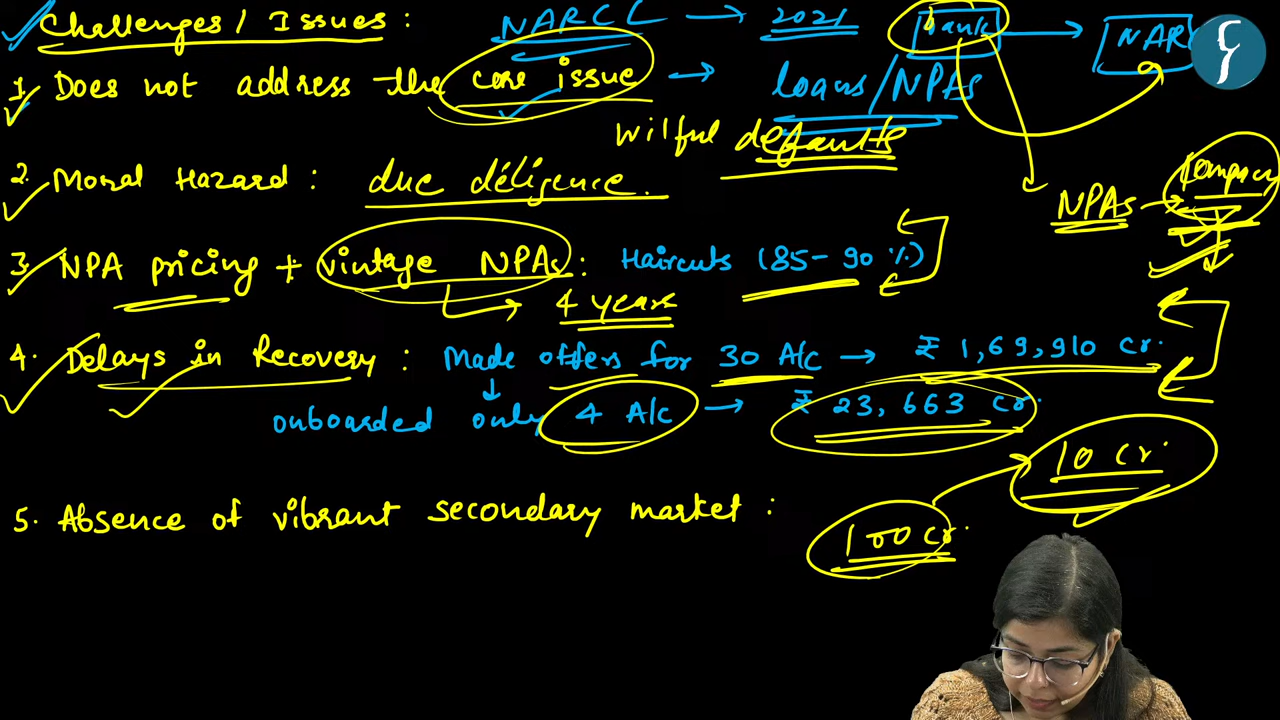 Challenges / Issues : NARCL → 2021 bank → NAR
1. Does not address the core issue → loans/NPAs
wilful defaults
2. Moral Hazard : due déligence.
NPAs → Company
3. NPA pricing + vintage NPAs : Haircuts (85-90%)
→ 4 years
4. Delays in Recovery : Made offers for 30 A/c → ₹ 1,69,910 cr.
onboarded only 4 A/c → ₹ 23,663 cr.
10 cr.
5. Absence of vibrant secondary market :
100 cr.